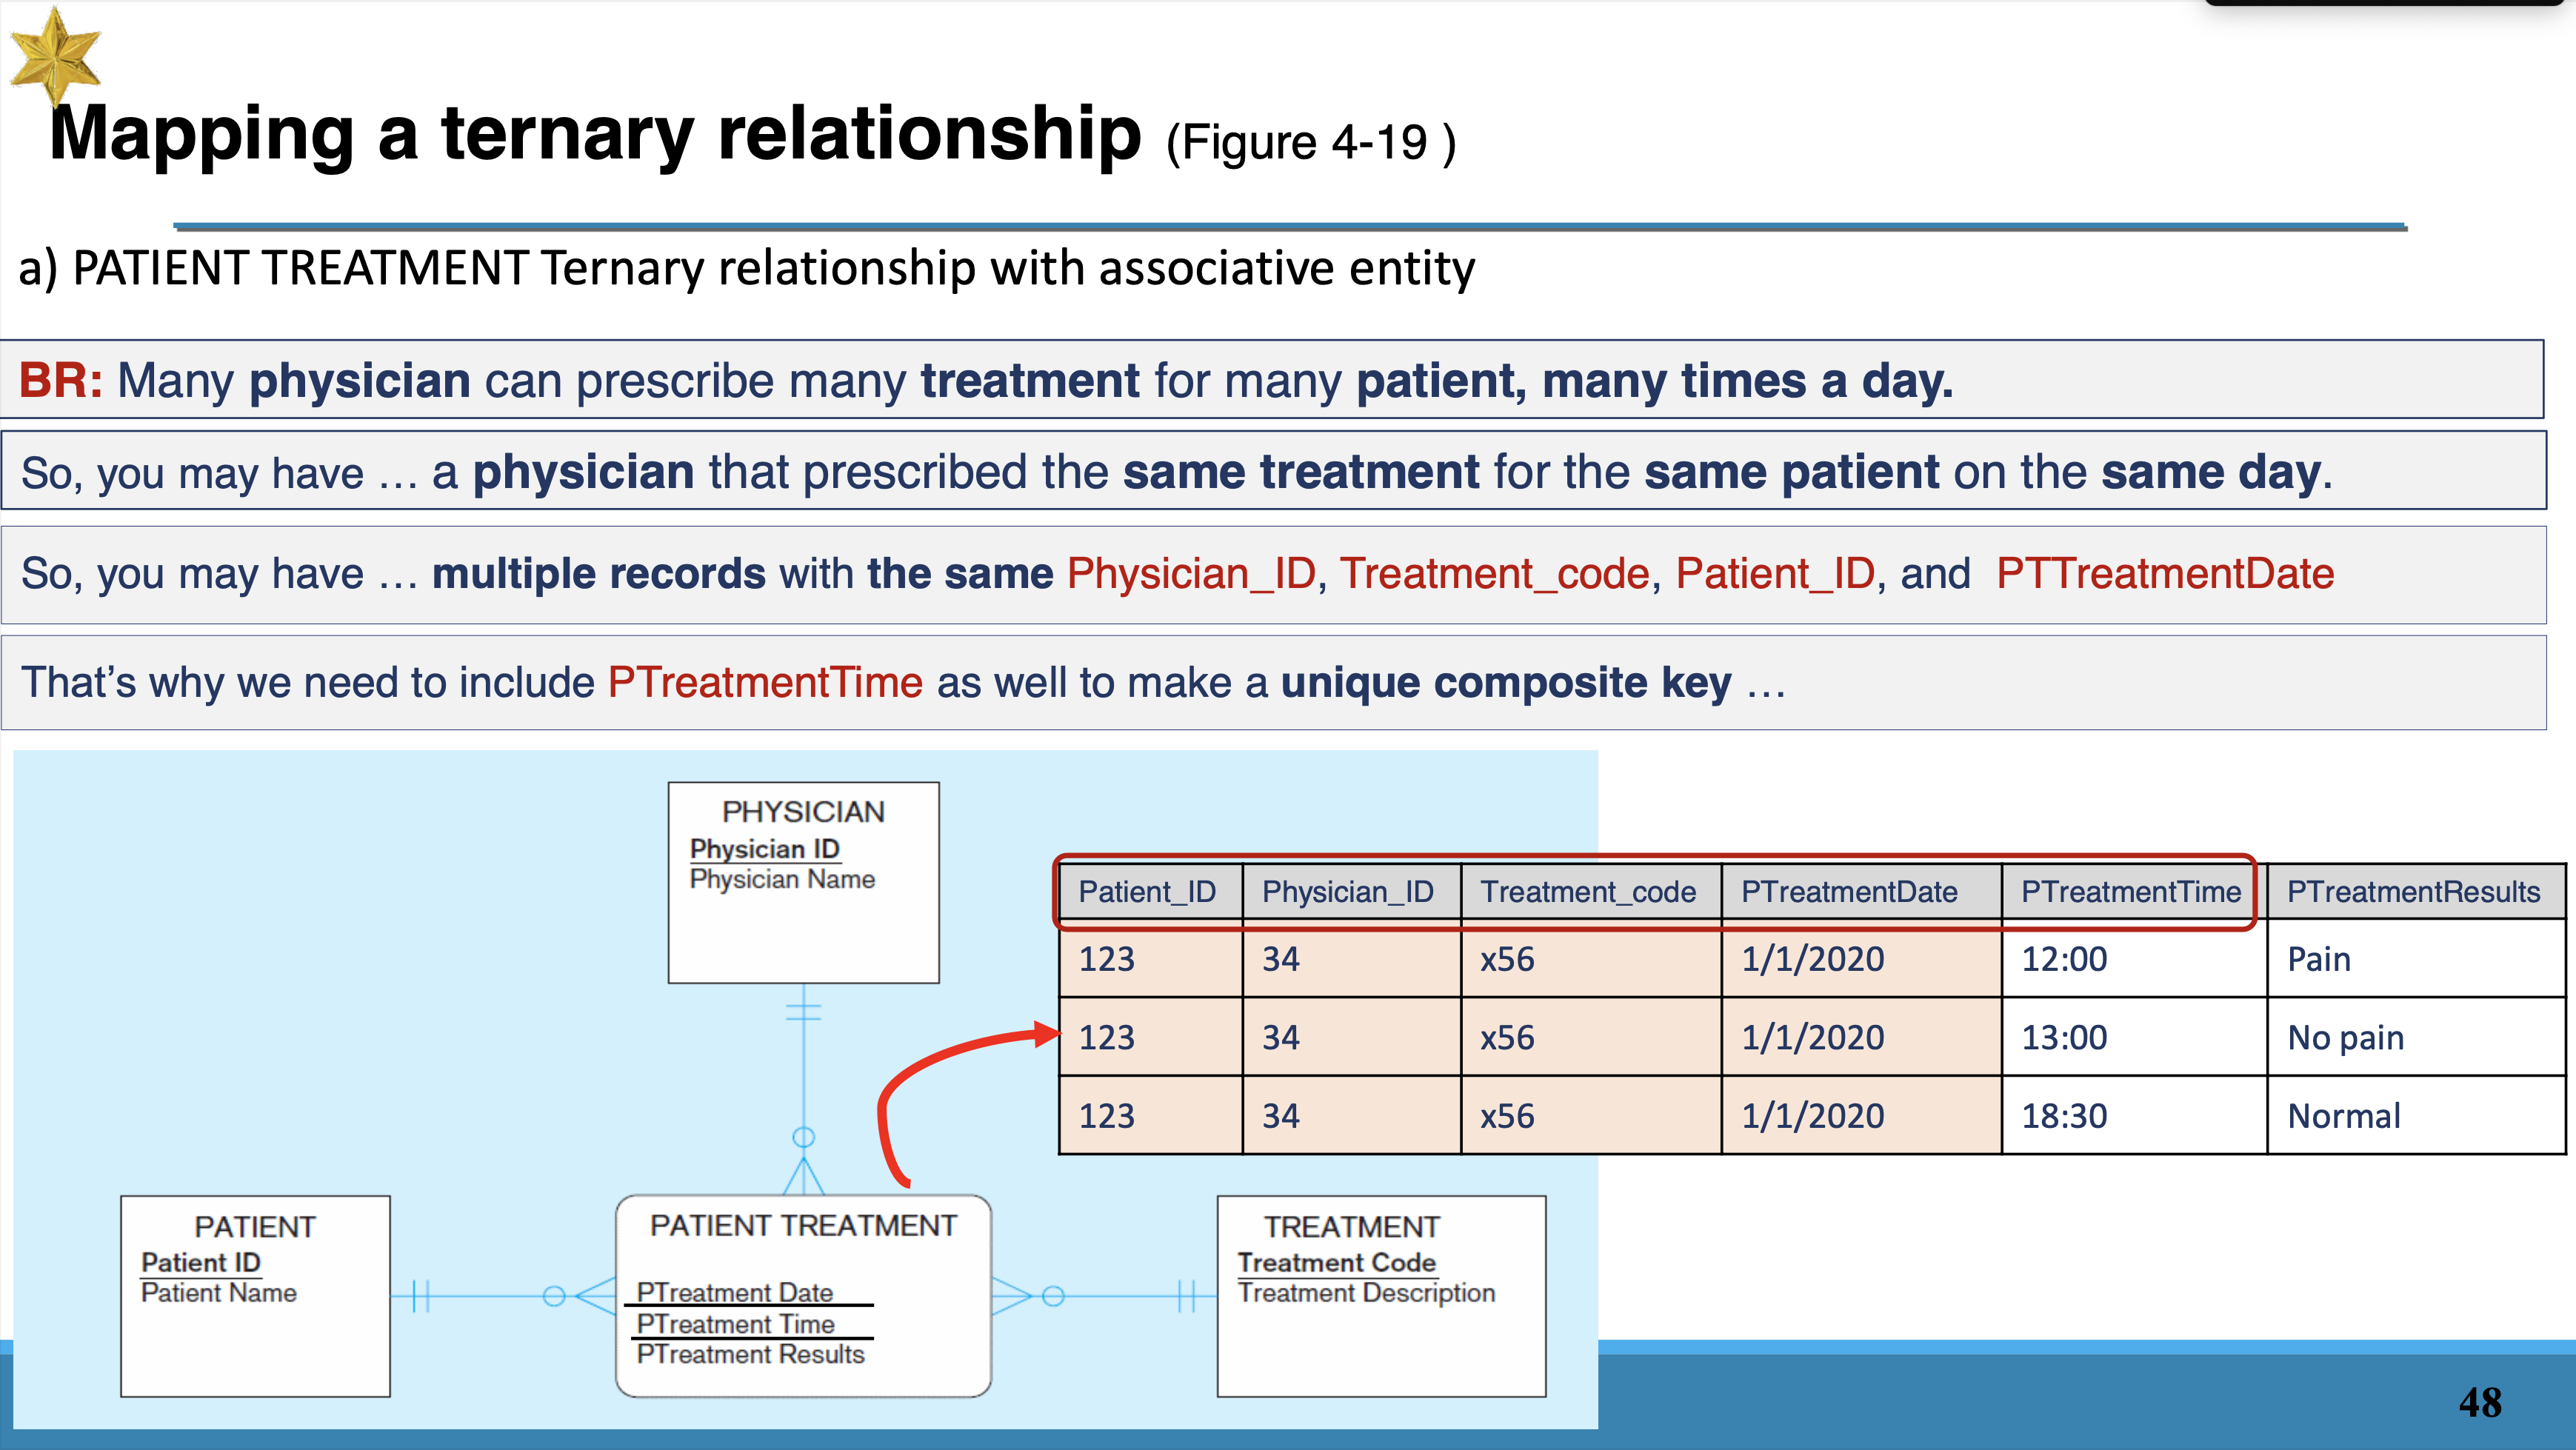 Mapping a ternary relationship (Figure 4-19 )
a) PATIENT TREATMENT Ternary relationship with associative entity
BR: Many physician can prescribe many treatment for many patient, many times a day.
So, you may have … a physician that prescribed the same treatment for the same patient on the same day.
So, you may have … multiple records with the same Physician_ID, Treatment_code, Patient_ID, and PTTreatmentDate
That’s why we need to include PTreatmentTime as well to make a unique composite key …
PHYSICIAN
Physician ID
Physician Name
Patient_ID Physician_ID Treatment_code PTreatmentDate PTreatmentTime PTreatmentResults
123 34 x56 1/1/2020 12:00 Pain
123 34 x56 1/1/2020 13:00 No pain
123 34 x56 1/1/2020 18:30 Normal
PATIENT
Patient ID
Patient Name
PATIENT TREATMENT
PTreatment Date
PTreatment Time
PTreatment Results
TREATMENT
Treatment Code
Treatment Description
48